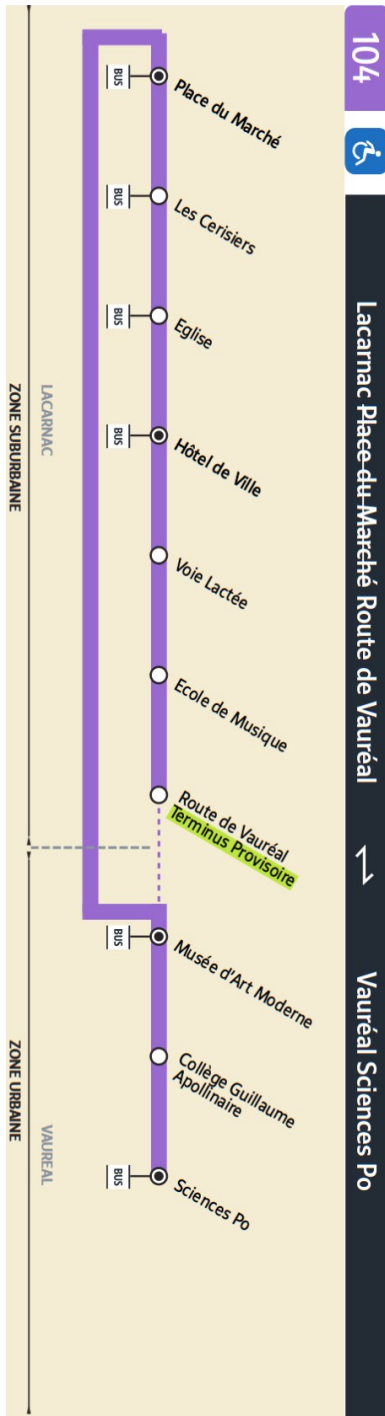 104
Lacarnac Place du Marché Route de Vauréal
Vauréal Sciences Po
Place du Marché
BUS
Les Cerisiers
BUS
Eglise
BUS
Hôtel de Ville
BUS
Voie Lactée
Ecole de Musique
Route de Vauréal
Terminus Provisoire
Musée d'Art Moderne
BUS
Collège Guillaume
Apollinaire
Sciences Po
BUS
LACARNAC
VAUREAL
ZONE SUBURBAINE
ZONE URBAINE